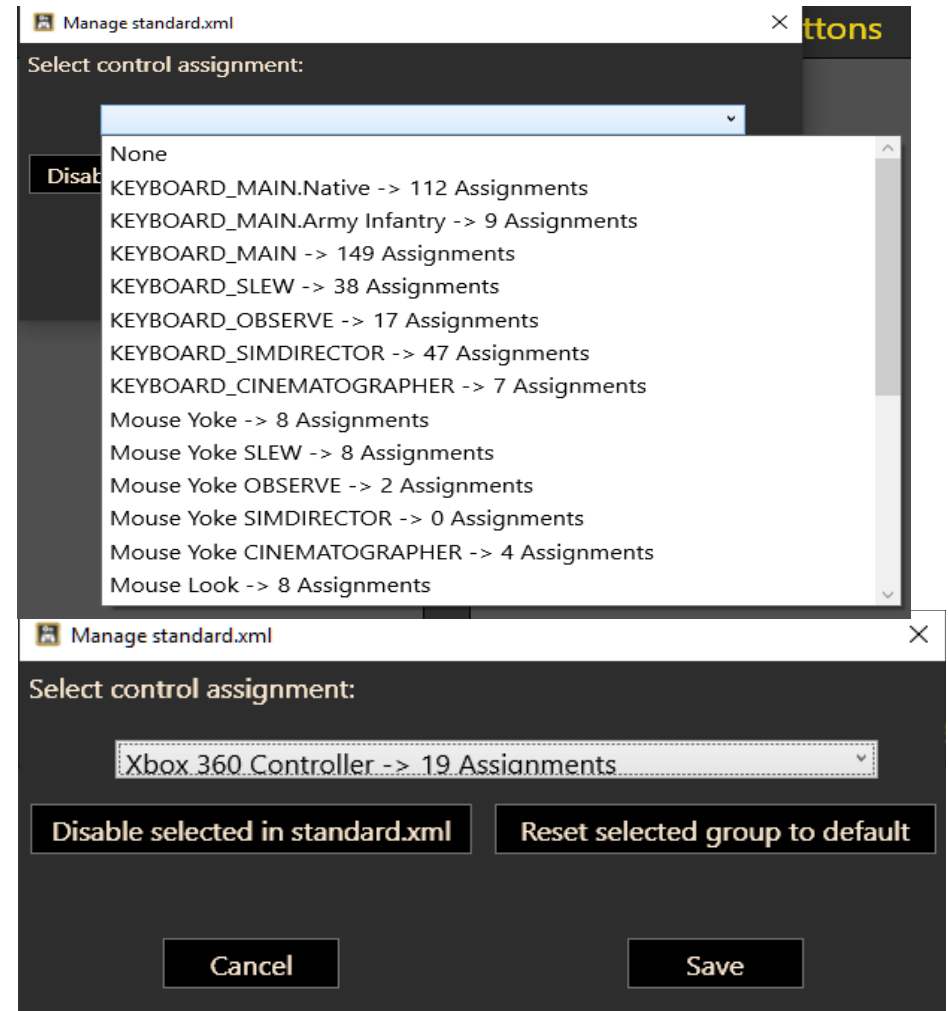 Manage standard.xml
ttons
Select control assignment:
None
Disab
KEYBOARD_MAIN.Native -> 112 Assignments
KEYBOARD_MAIN.Army Infantry -> 9 Assignments
KEYBOARD_MAIN -> 149 Assignments
KEYBOARD_SLEW -> 38 Assignments
KEYBOARD_OBSERVE -> 17 Assignments
KEYBOARD_SIMDIRECTOR -> 47 Assignments
KEYBOARD_CINEMATOGRAPHER -> 7 Assignments
Mouse Yoke -> 8 Assignments
Mouse Yoke SLEW -> 8 Assignments
Mouse Yoke OBSERVE -> 2 Assignments
Mouse Yoke SIMDIRECTOR -> 0 Assignments
Mouse Yoke CINEMATOGRAPHER -> 4 Assignments
Mouse Look -> 8 Assignments
Manage standard.xml
Select control assignment:
Xbox 360 Controller -> 19 Assignments
Disable selected in standard.xml
Reset selected group to default
Cancel
Save